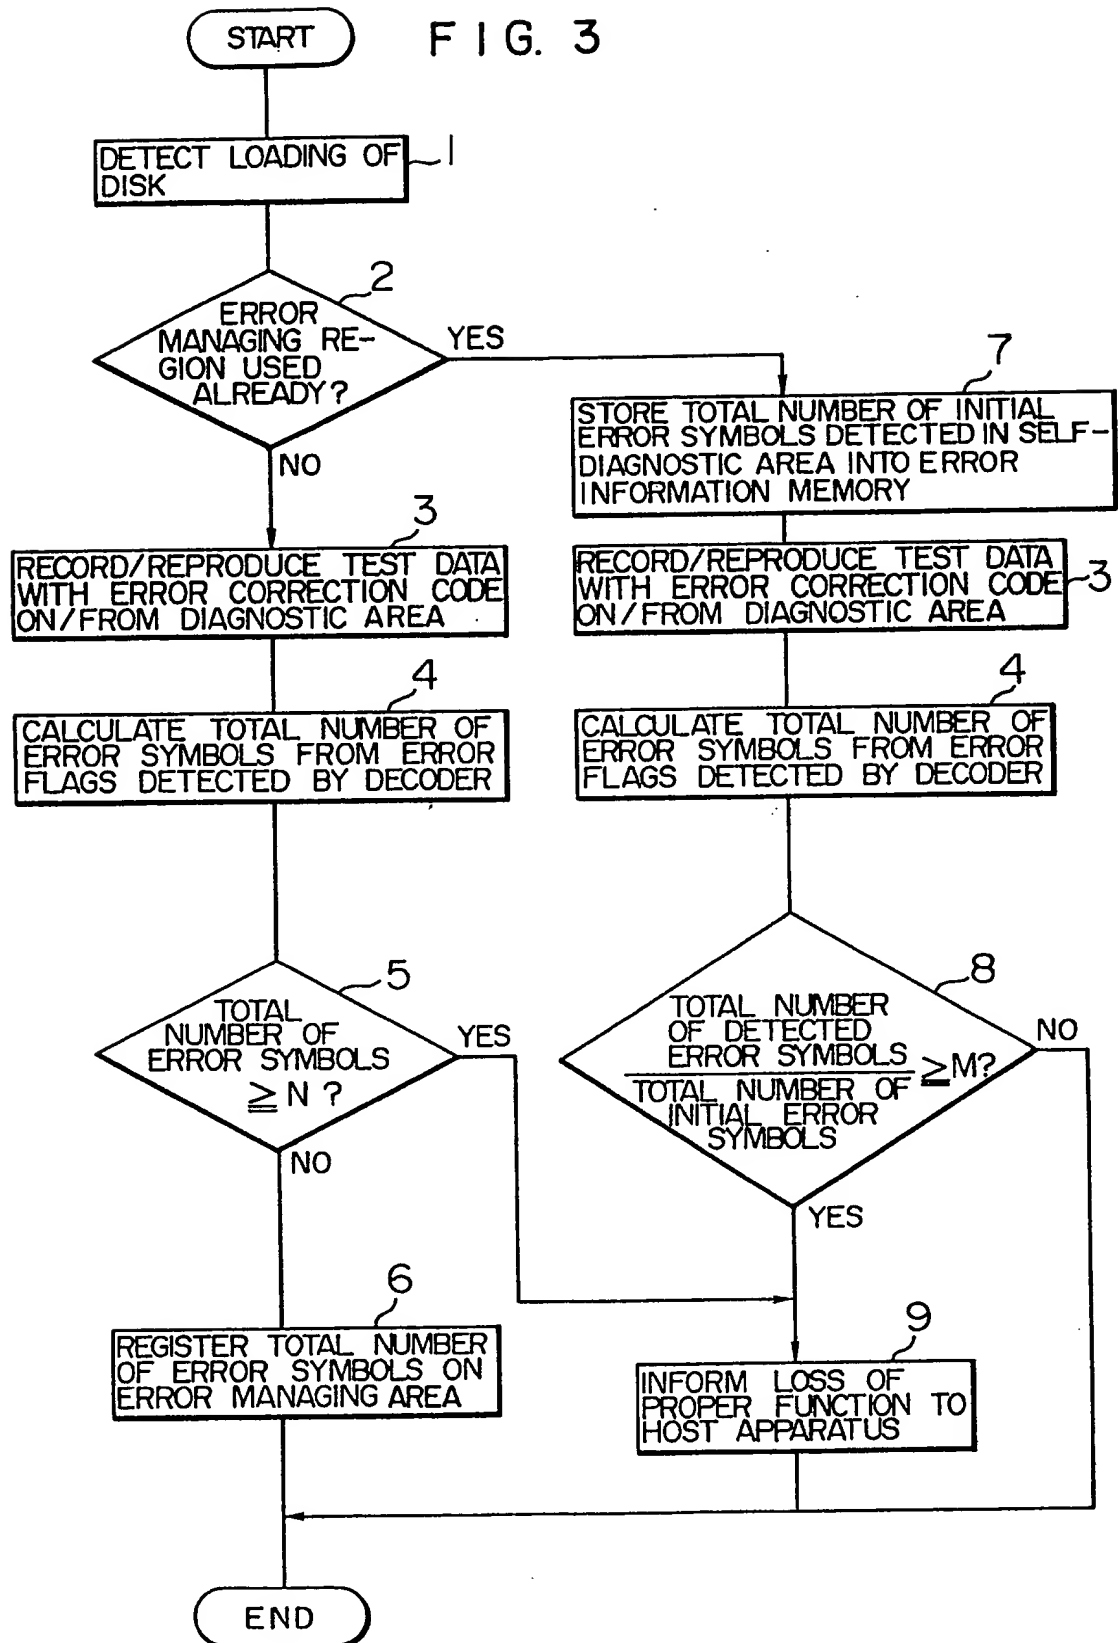 FIG. 3
START
1
DETECT LOADING OF
DISK
2
ERROR
MANAGING RE-
GION USED
ALREADY?
YES
NO
3
RECORD/REPRODUCE TEST DATA
WITH ERROR CORRECTION CODE
ON/FROM DIAGNOSTIC AREA
4
CALCULATE TOTAL NUMBER OF
ERROR SYMBOLS FROM ERROR
FLAGS DETECTED BY DECODER
5
TOTAL
NUMBER OF
ERROR SYMBOLS
≧ N ?
YES
NO
6
REGISTER TOTAL NUMBER
OF ERROR SYMBOLS ON
ERROR MANAGING AREA
7
STORE TOTAL NUMBER OF INITIAL
ERROR SYMBOLS DETECTED IN SELF-
DIAGNOSTIC AREA INTO ERROR
INFORMATION MEMORY
RECORD/REPRODUCE TEST DATA
WITH ERROR CORRECTION CODE
ON/FROM DIAGNOSTIC AREA
3
4
CALCULATE TOTAL NUMBER OF
ERROR SYMBOLS FROM ERROR
FLAGS DETECTED BY DECODER
8
TOTAL NUMBER
OF DETECTED
ERROR SYMBOLS
≧M?
TOTAL NUMBER OF
INITIAL ERROR
SYMBOLS
NO
YES
9
INFORM LOSS OF
PROPER FUNCTION TO
HOST APPARATUS
END